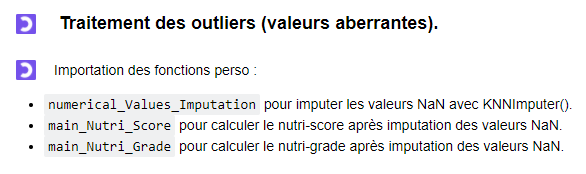 Traitement des outliers (valeurs aberrantes).
Importation des fonctions perso :
numerical_Values_Imputation pour imputer les valeurs NaN avec KNNImputer().
main_Nutri_Score pour calculer le nutri-score après imputation des valeurs NaN.
main_Nutri_Grade pour calculer le nutri-grade après imputation des valeurs NaN.